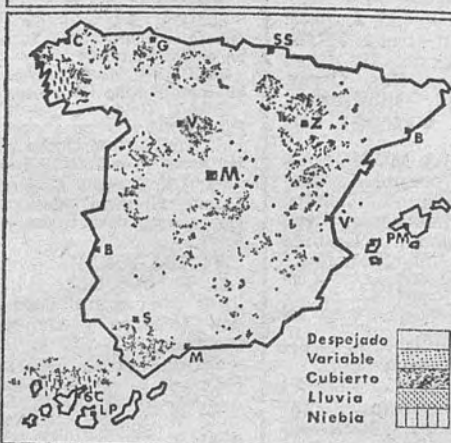 C
G
SS
V
Z
M
B
V
PM
B
S
M
SC
LP
Despejado
Variable
Cubierto
Lluvia
Niebla